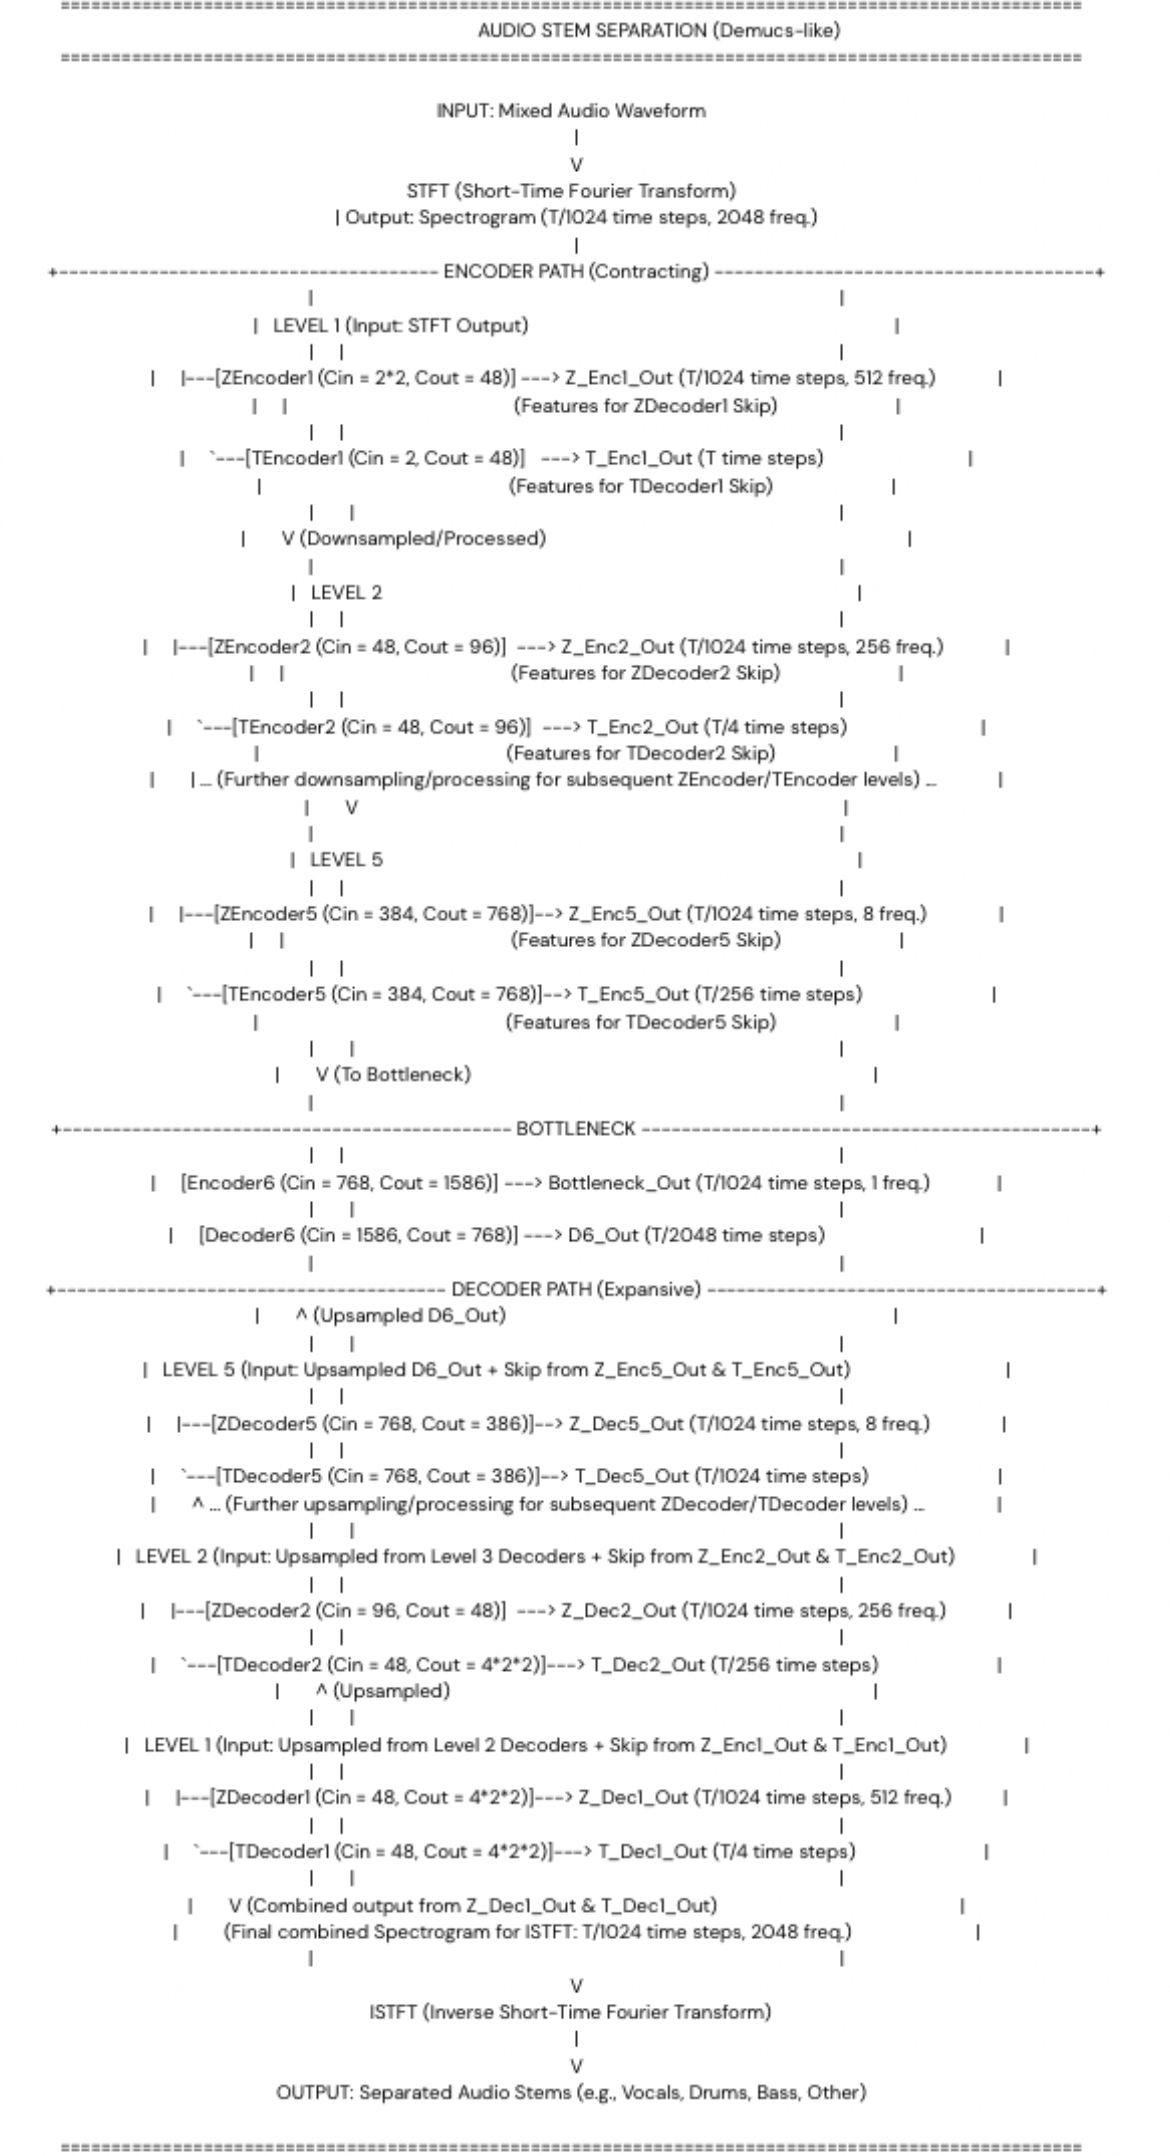 ==========================================================================================
AUDIO STEM SEPARATION (Demucs-like)
==========================================================================================
INPUT: Mixed Audio Waveform
|
V
STFT (Short-Time Fourier Transform)
| Output: Spectrogram (T/1024 time steps, 2048 freq.)
|
+-------------------------------------- ENCODER PATH (Contracting) --------------------------------------+
| |
| LEVEL 1 (Input: STFT Output) |
| | |
| |---[ZEncoder1 (Cin = 2*2, Cout = 48)] ---> Z_Enc1_Out (T/1024 time steps, 512 freq.) |
| | (Features for ZDecoder1 Skip) |
| | |
| `---[TEncoder1 (Cin = 2, Cout = 48)] ---> T_Enc1_Out (T time steps) |
| (Features for TDecoder1 Skip) |
| | |
| V (Downsampled/Processed) |
| |
| LEVEL 2 |
| | |
| |---[ZEncoder2 (Cin = 48, Cout = 96)] ---> Z_Enc2_Out (T/1024 time steps, 256 freq.) |
| | (Features for ZDecoder2 Skip) |
| | |
| `---[TEncoder2 (Cin = 48, Cout = 96)] ---> T_Enc2_Out (T/4 time steps) |
| (Features for TDecoder2 Skip) |
| |... (Further downsampling/processing for subsequent ZEncoder/TEncoder levels) ... |
| V |
| |
| LEVEL 5 |
| | |
| |---[ZEncoder5 (Cin = 384, Cout = 768)]--> Z_Enc5_Out (T/1024 time steps, 8 freq.) |
| | (Features for ZDecoder5 Skip) |
| | |
| `---[TEncoder5 (Cin = 384, Cout = 768)]--> T_Enc5_Out (T/256 time steps) |
| (Features for TDecoder5 Skip) |
| | |
| V (To Bottleneck) |
| |
+--------------------------------------------- BOTTLENECK ---------------------------------------------+
| | |
| [Encoder6 (Cin = 768, Cout = 1586)] ---> Bottleneck_Out (T/1024 time steps, 1 freq.) |
| | |
| [Decoder6 (Cin = 1586, Cout = 768)] ---> D6_Out (T/2048 time steps) |
| |
+--------------------------------------- DECODER PATH (Expansive) ---------------------------------------+
| ^ (Upsampled D6_Out) |
| | |
| LEVEL 5 (Input: Upsampled D6_Out + Skip from Z_Enc5_Out & T_Enc5_Out) |
| | |
| |---[ZDecoder5 (Cin = 768, Cout = 386)]--> Z_Dec5_Out (T/1024 time steps, 8 freq.) |
| | |
| `---[TDecoder5 (Cin = 768, Cout = 386)]--> T_Dec5_Out (T/1024 time steps) |
| ^ ... (Further upsampling/processing for subsequent ZDecoder/TDecoder levels) ... |
| | |
| LEVEL 2 (Input: Upsampled from Level 3 Decoders + Skip from Z_Enc2_Out & T_Enc2_Out) |
| | |
| |---[ZDecoder2 (Cin = 96, Cout = 48)] ---> Z_Dec2_Out (T/1024 time steps, 256 freq.) |
| | |
| `---[TDecoder2 (Cin = 48, Cout = 4*2*2)]---> T_Dec2_Out (T/256 time steps) |
| ^ (Upsampled) |
| | |
| LEVEL 1 (Input: Upsampled from Level 2 Decoders + Skip from Z_Enc1_Out & T_Enc1_Out) |
| | |
| |---[ZDecoder1 (Cin = 48, Cout = 4*2*2)]---> Z_Dec1_Out (T/1024 time steps, 512 freq.) |
| | |
| `---[TDecoder1 (Cin = 48, Cout = 4*2*2)]---> T_Dec1_Out (T/4 time steps) |
| | |
| V (Combined output from Z_Dec1_Out & T_Dec1_Out) |
| (Final combined Spectrogram for ISTFT: T/1024 time steps, 2048 freq.) |
| |
V
ISTFT (Inverse Short-Time Fourier Transform)
|
V
OUTPUT: Separated Audio Stems (e.g., Vocals, Drums, Bass, Other)
==========================================================================================